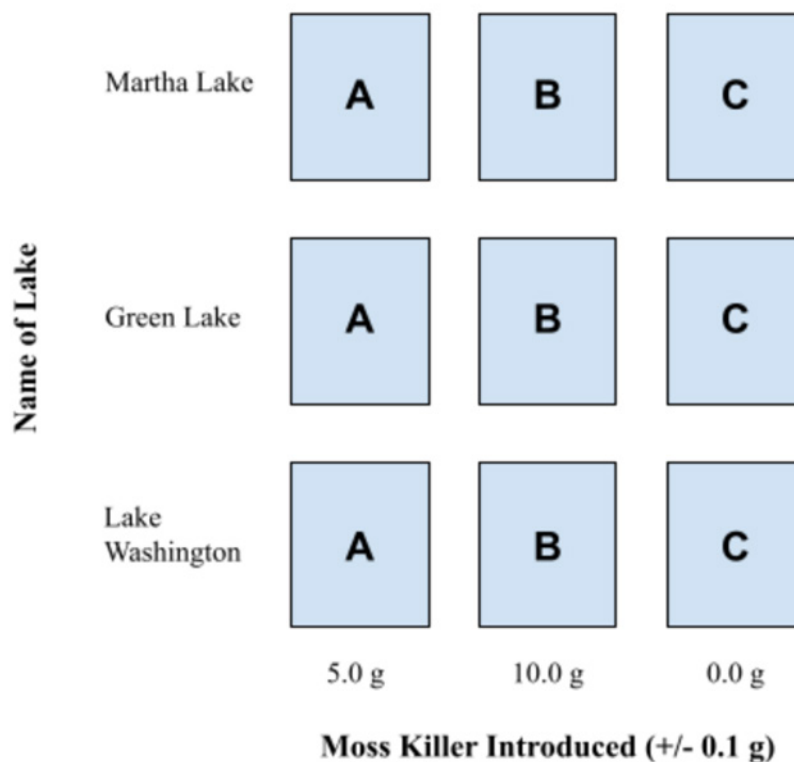 Name of Lake
Martha Lake
A B C
Green Lake
A B C
Lake
Washington
A B C
5.0 g 10.0 g 0.0 g
Moss Killer Introduced (+/- 0.1 g)